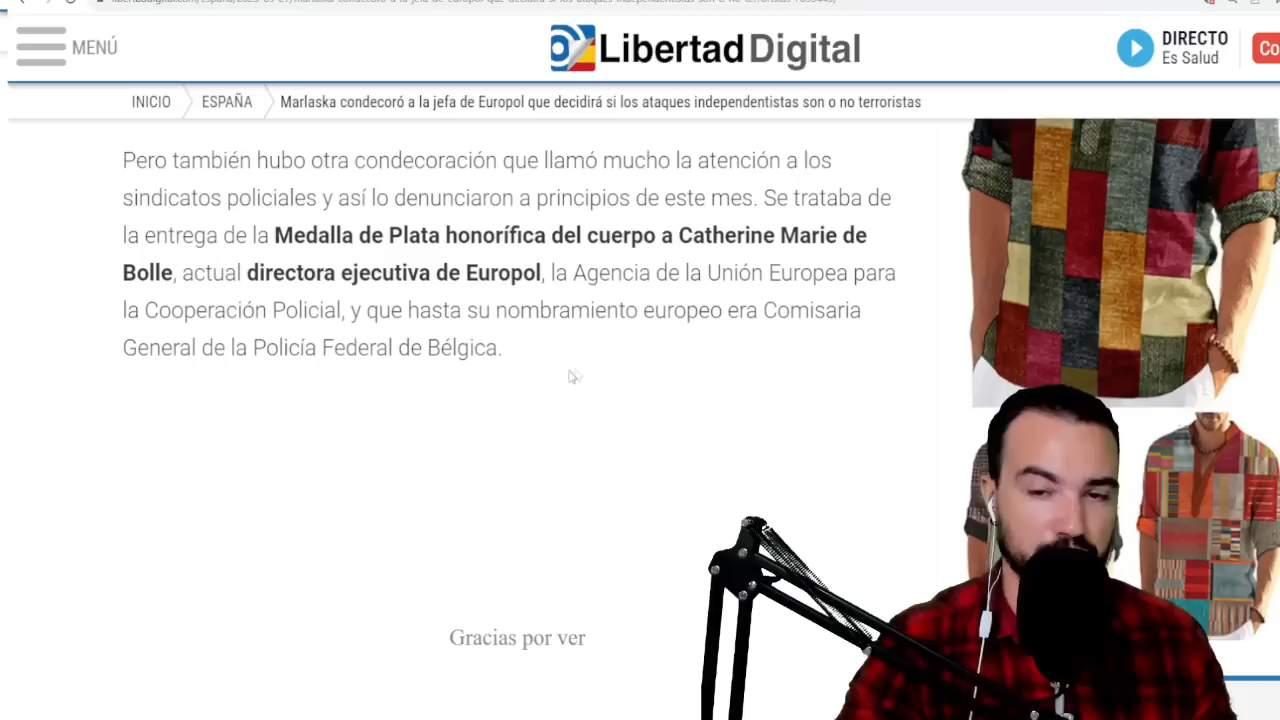 MENÚ
LibertadDigital
DIRECTO
Es Salud
Co
INICIO
ESPAÑA
Marlaska condecoró a la jefa de Europol que decidirá si los ataques independentistas son o no terroristas
Pero también hubo otra condecoración que llamó mucho la atención a los
sindicatos policiales y así lo denunciaron a principios de este mes. Se trataba de
la entrega de la Medalla de Plata honorífica del cuerpo a Catherine Marie de
Bolle, actual directora ejecutiva de Europol, la Agencia de la Unión Europea para
la Cooperación Policial, y que hasta su nombramiento europeo era Comisaria
General de la Policía Federal de Bélgica.
Gracias por ver